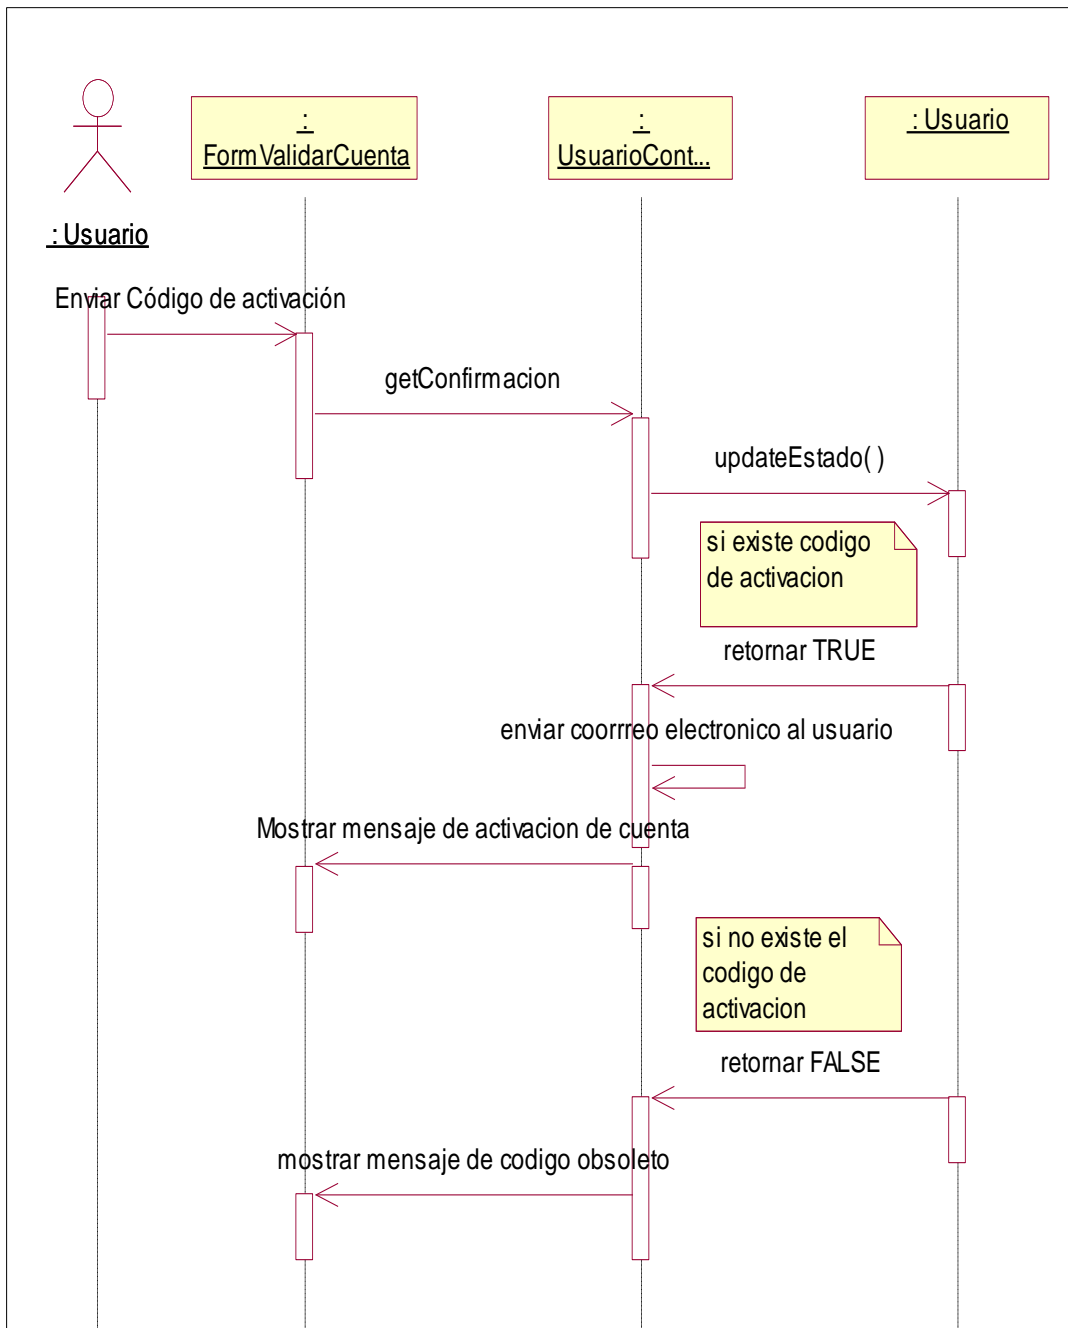 :
FormValidarCuenta
:
UsuarioCont...
: Usuario
: Usuario
Enviar Código de activación
getConfirmacion
updateEstado( )
si existe codigo
de activacion
retornar TRUE
enviar coorrreo electronico al usuario
Mostrar mensaje de activacion de cuenta
si no existe el
codigo de
activacion
retornar FALSE
mostrar mensaje de codigo obsoleto